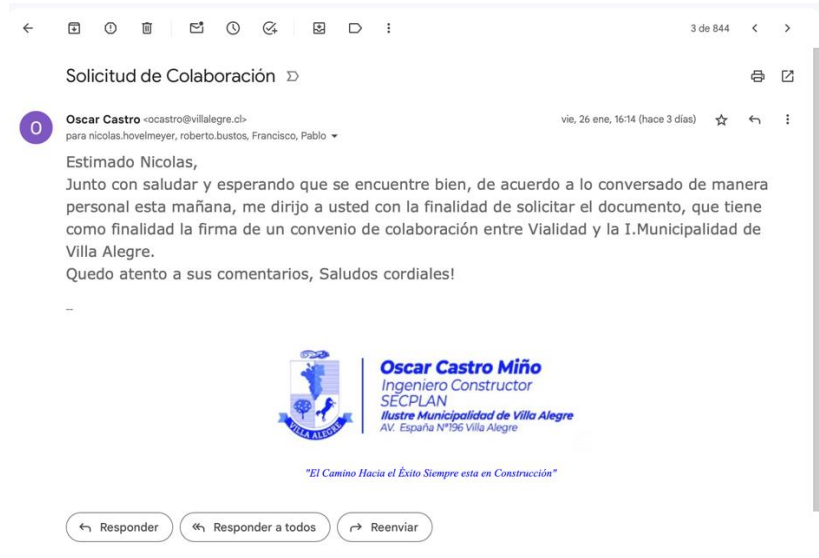 3 de 844
Solicitud de Colaboración
O
Oscar Castro <ocastro@villalegre.cl>
vie, 26 ene, 16:14 (hace 3 días)
para nicolas.hovelmeyer, roberto.bustos, Francisco, Pablo
Estimado Nicolas,
Junto con saludar y esperando que se encuentre bien, de acuerdo a lo conversado de manera
personal esta mañana, me dirijo a usted con la finalidad de solicitar el documento, que tiene
como finalidad la firma de un convenio de colaboración entre Vialidad y la I.Municipalidad de
Villa Alegre.
Quedo atento a sus comentarios, Saludos cordiales!
--
VILLA ALEGRE
Oscar Castro Miño
Ingeniero Constructor
SECPLAN
Ilustre Municipalidad de Villa Alegre
AV. España Nº196 Villa Alegre
"El Camino Hacia el Éxito Siempre esta en Construcción"
Responder
Responder a todos
Reenviar